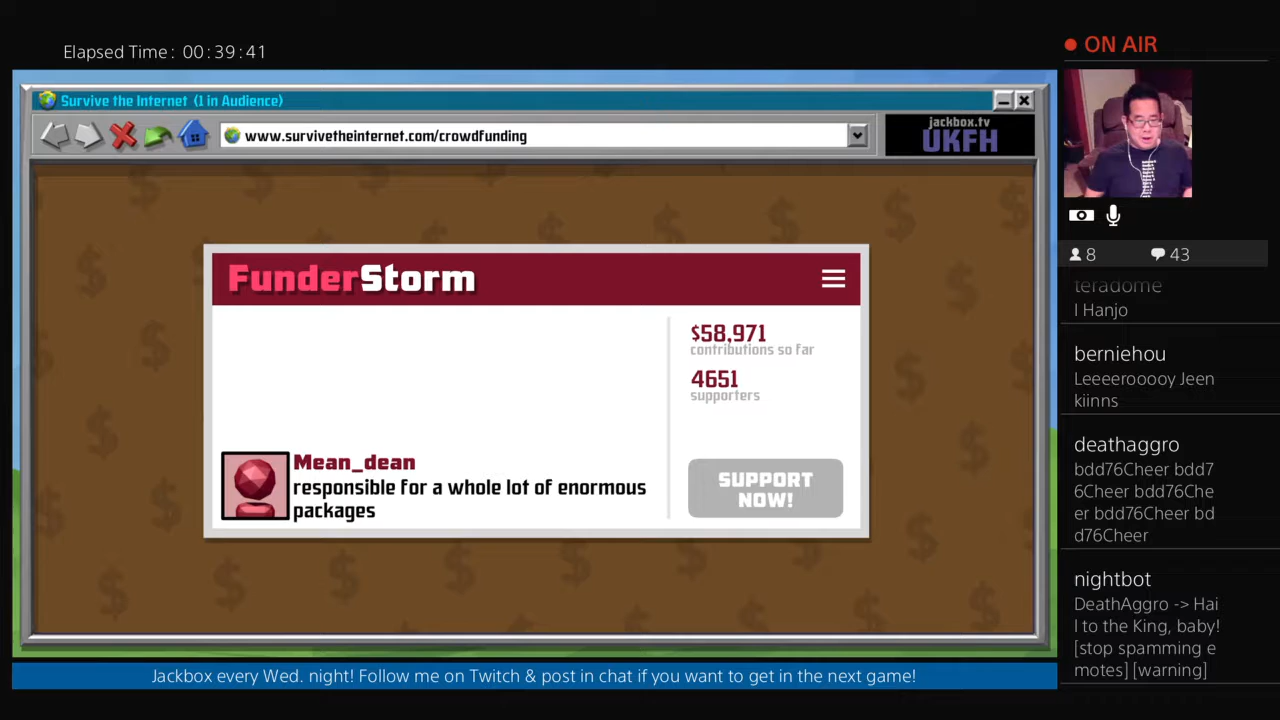 Elapsed Time: 00:39:41
ON AIR
Survive the Internet (1 in Audience)
www.survivetheinternet.com/crowdfunding
jackbox.tv
UKFH
FunderStorm
$58,971
contributions so far
4651
supporters
Mean_dean
responsible for a whole lot of enormous
packages
SUPPORT
NOW!
8
43
teradome
I Hanjo
berniehou
Leeeerooooy Jeen
kiinns
deathaggro
bdd76Cheer bdd7
6Cheer bdd76Che
er bdd76Cheer bd
d76Cheer
nightbot
DeathAggro -> Hai
l to the King, baby!
[stop spamming e
motes] [warning]
Jackbox every Wed. night! Follow me on Twitch & post in chat if you want to get in the next game!